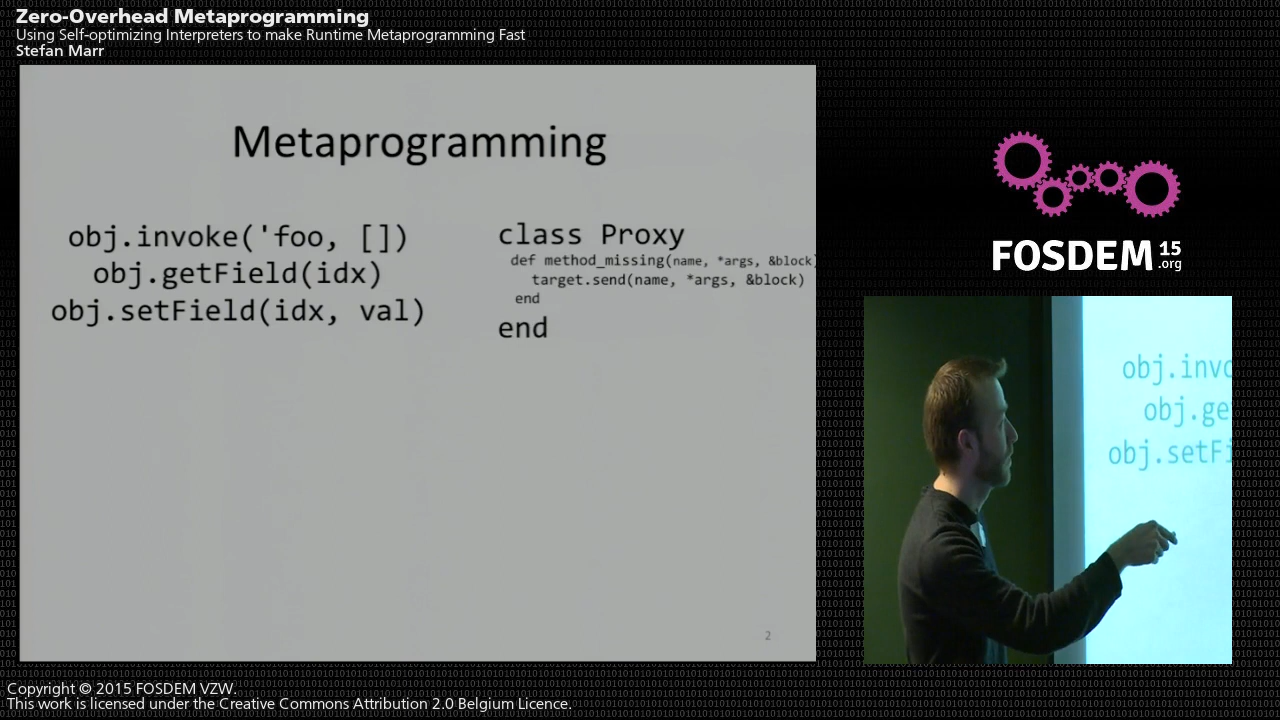 Zero-Overhead Metaprogramming
Using Self-optimizing Interpreters to make Runtime Metaprogramming Fast
Stefan Marr
Metaprogramming
obj.invoke('foo, [])
obj.getField(idx)
obj.setField(idx, val)
class Proxy
def method_missing(name, *args, &block)
target.send(name, *args, &block)
end
end
2
FOSDEM 15
.org
obj.invo
obj.ge
obj.setFi
Copyright © 2015 FOSDEM VZW.
This work is licensed under the Creative Commons Attribution 2.0 Belgium Licence.